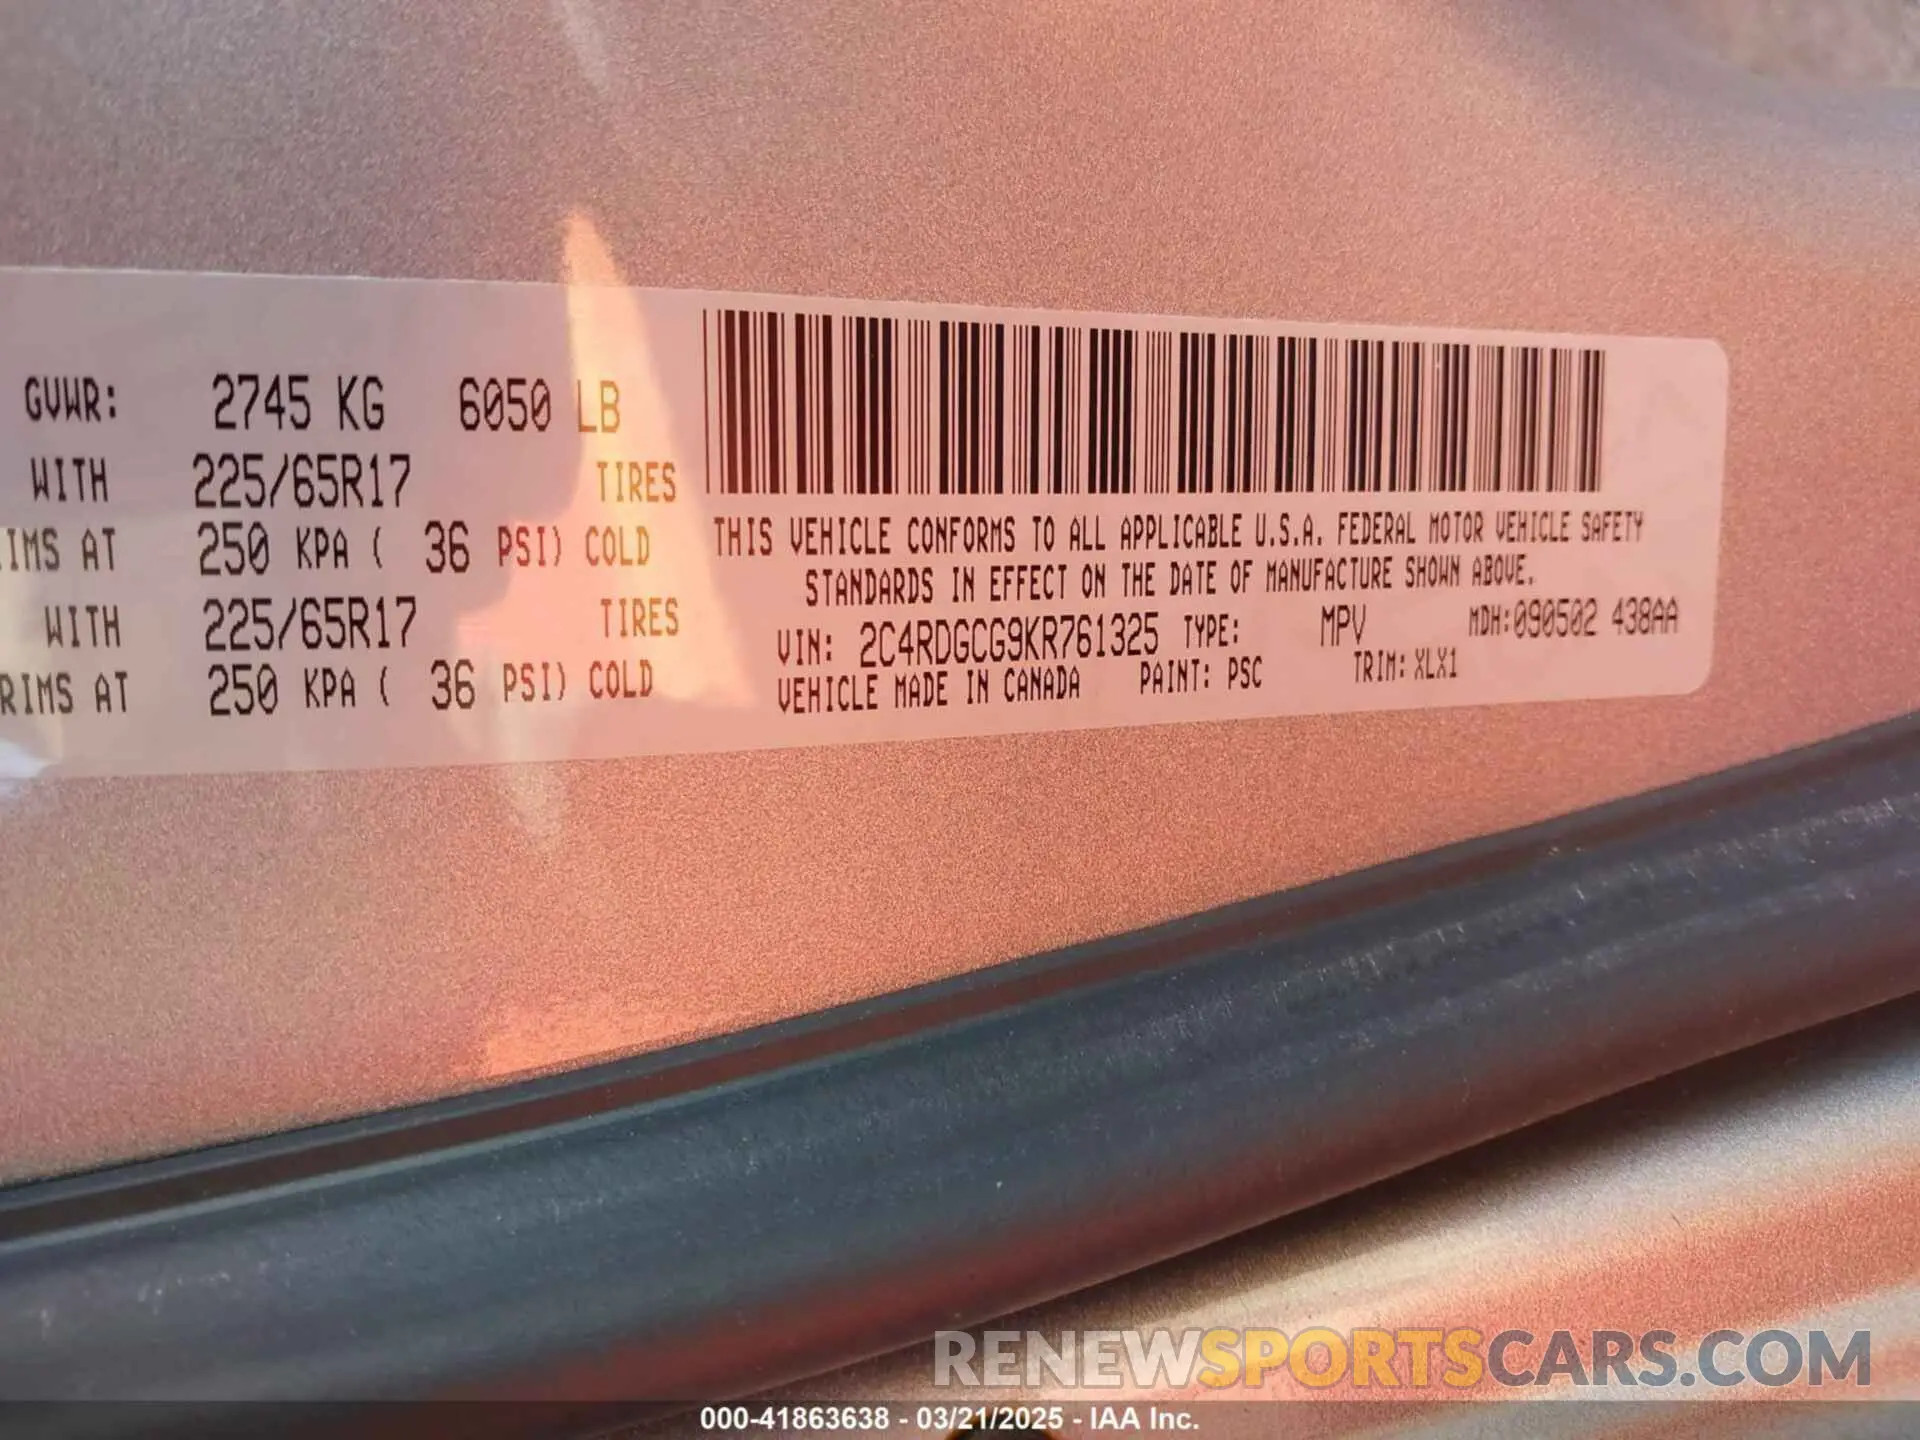 GVWR: 2745 KG 6050 LB
WITH 225/65R17 TIRES
IMS AT 250 KPA ( 36 PSI) COLD
WITH 225/65R17 TIRES
RIMS AT 250 KPA ( 36 PSI) COLD
THIS VEHICLE CONFORMS TO ALL APPLICABLE U.S.A. FEDERAL MOTOR VEHICLE SAFETY
STANDARDS IN EFFECT ON THE DATE OF MANUFACTURE SHOWN ABOVE.
VIN: 2C4RDGCG9KR761325 TYPE: MPV MDH:090502 438AA
VEHICLE MADE IN CANADA PAINT: PSC TRIM: XLX1
RENEWSPORTSCARS.COM
000-41863638 - 03/21/2025 - IAA Inc.